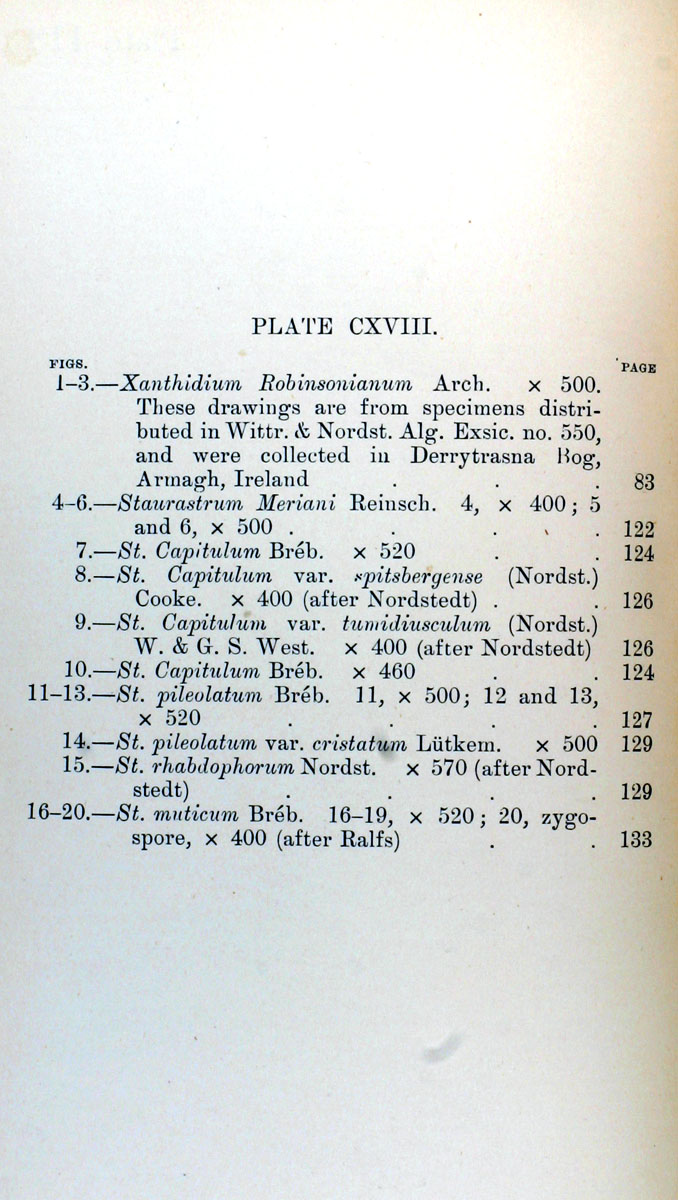 PLATE CXVIII.
FIGS. PAGE
1–3.—Xanthidium Robinsonianum Arch. × 500.
These drawings are from specimens distri-
buted in Wittr. & Nordst. Alg. Exsic. no. 550,
and were collected in Derrytrasna Bog,
Armagh, Ireland . . . 83
4–6.—Staurastrum Meriani Reinsch. 4, × 400; 5
and 6, × 500 . . . . 122
7.—St. Capitulum Bréb. × 520 . . 124
8.—St. Capitulum var. spitsbergense (Nordst.)
Cooke. × 400 (after Nordstedt) . . 126
9.—St. Capitulum var. tumidiusculum (Nordst.)
W. & G. S. West. × 400 (after Nordstedt) 126
10.—St. Capitulum Bréb. × 460 . . 124
11–13.—St. pileolatum Bréb. 11, × 500; 12 and 13,
× 520 . . . . 127
14.—St. pileolatum var. cristatum Lütkem. × 500 129
15.—St. rhabdophorum Nordst. × 570 (after Nord-
stedt) . . . . 129
16–20.—St. muticum Bréb. 16–19, × 520; 20, zygo-
spore, × 400 (after Ralfs) . . 133